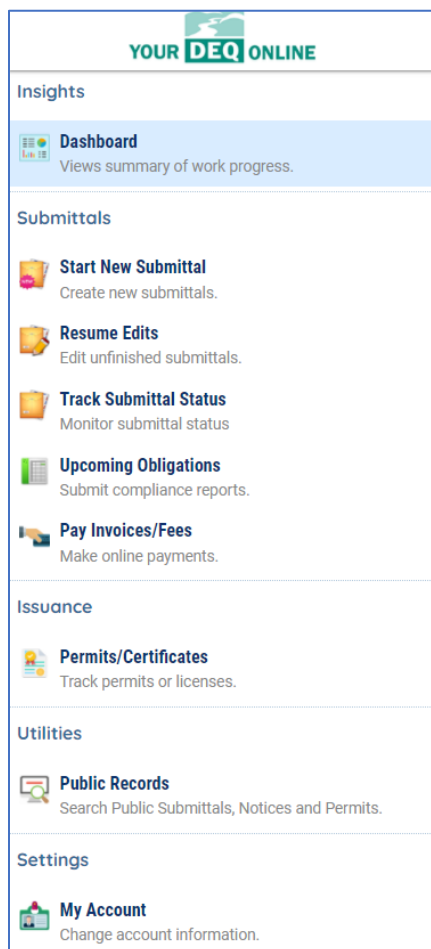 YOUR DEQ ONLINE
Insights
Dashboard
Views summary of work progress.
Submittals
Start New Submittal
Create new submittals.
Resume Edits
Edit unfinished submittals.
Track Submittal Status
Monitor submittal status
Upcoming Obligations
Submit compliance reports.
Pay Invoices/Fees
Make online payments.
Issuance
Permits/Certificates
Track permits or licenses.
Utilities
Public Records
Search Public Submittals, Notices and Permits.
Settings
My Account
Change account information.